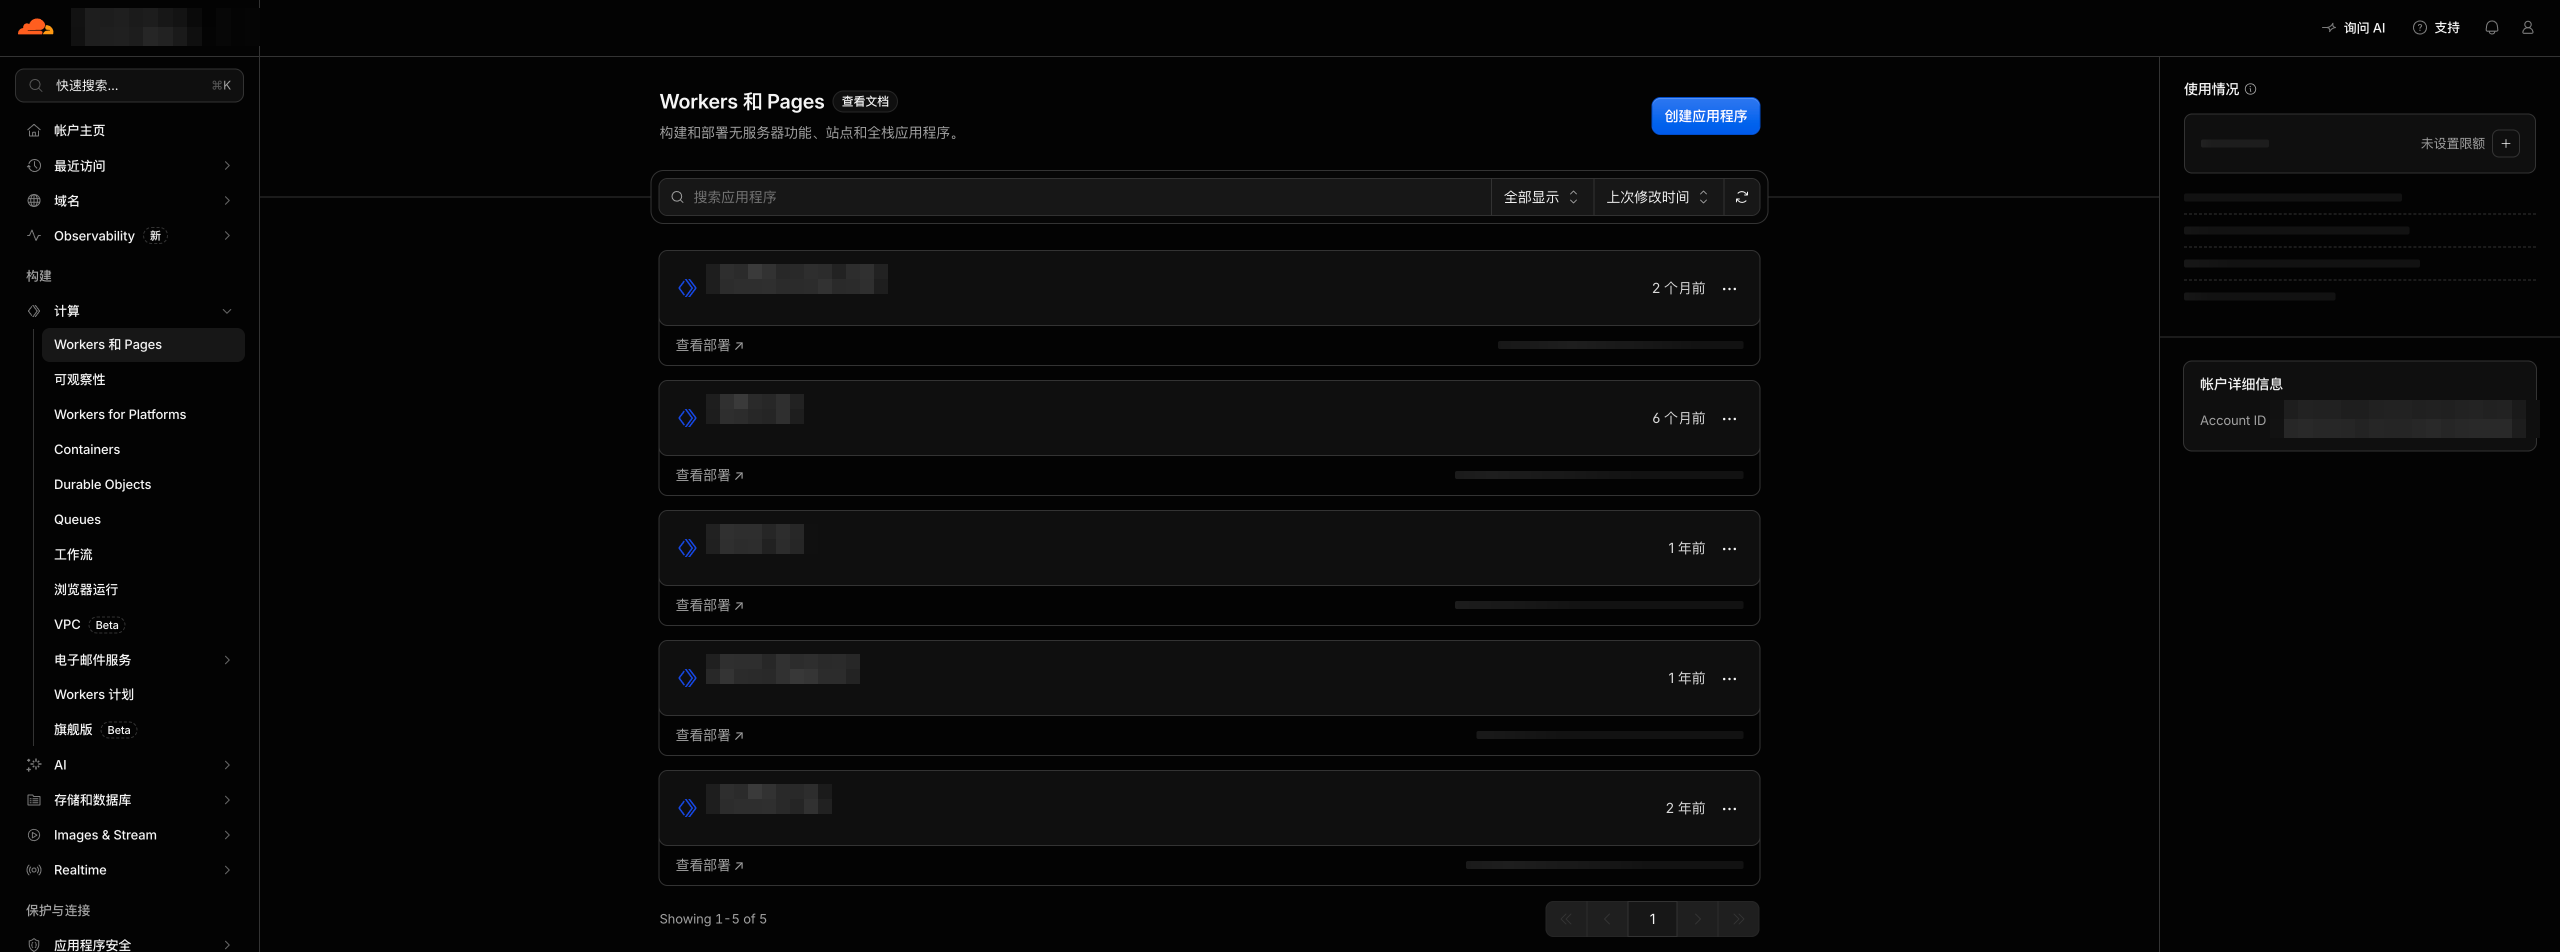 询问 AI
支持
快速搜索...
⌘K
帐户主页
最近访问
域名
Observability 新
构建
计算
Workers 和 Pages
可观察性
Workers for Platforms
Containers
Durable Objects
Queues
工作流
浏览器运行
VPC Beta
电子邮件服务
Workers 计划
旗舰版 Beta
AI
存储和数据库
Images & Stream
Realtime
保护与连接
应用程序安全
Workers 和 Pages 查看文档
构建和部署无服务器功能、站点和全栈应用程序。
创建应用程序
搜索应用程序
全部显示
上次修改时间
2 个月前
查看部署
6 个月前
查看部署
1 年前
查看部署
1 年前
查看部署
2 年前
查看部署
Showing 1-5 of 5
1
使用情况
未设置限额
帐户详细信息
Account ID